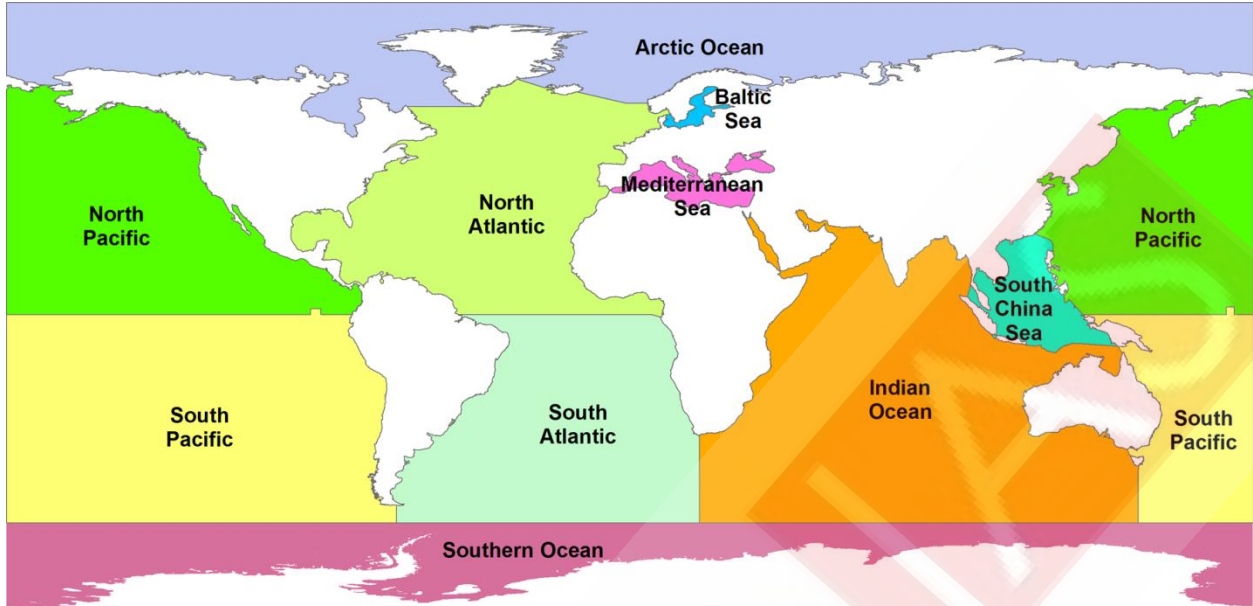 Arctic Ocean
Baltic
Sea
Mediterranean
Sea
North
Pacific
North
Atlantic
North
Pacific
South
China
Sea
Indian
Ocean
South
Pacific
South
Atlantic
South
Pacific
Southern Ocean